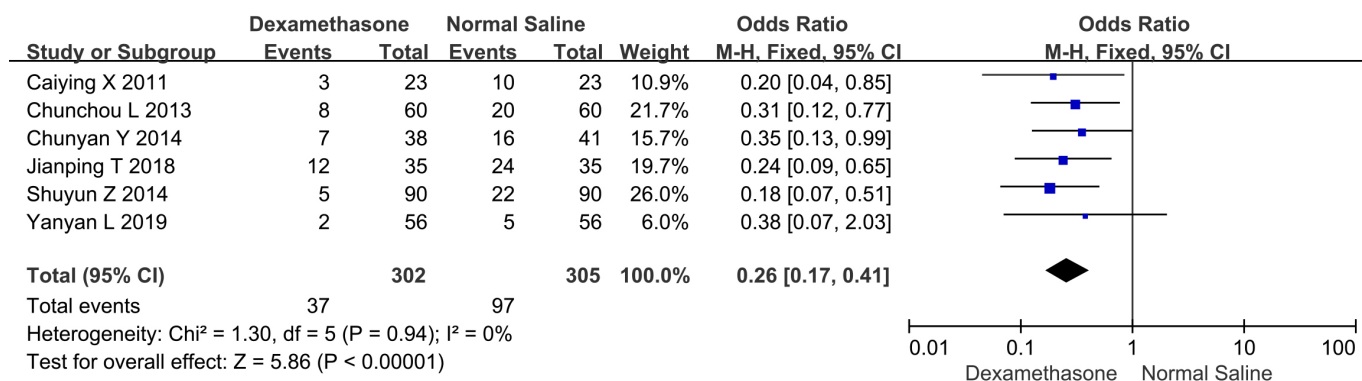 Dexamethasone Normal Saline Odds Ratio Odds Ratio
Study or Subgroup Events Total Events Total Weight M-H, Fixed, 95% CI M-H, Fixed, 95% CI
Caiying X 2011 3 23 10 23 10.9% 0.20 [0.04, 0.85]
Chunchou L 2013 8 60 20 60 21.7% 0.31 [0.12, 0.77]
Chunyan Y 2014 7 38 16 41 15.7% 0.35 [0.13, 0.99]
Jianping T 2018 12 35 24 35 19.7% 0.24 [0.09, 0.65]
Shuyun Z 2014 5 90 22 90 26.0% 0.18 [0.07, 0.51]
Yanyan L 2019 2 56 5 56 6.0% 0.38 [0.07, 2.03]
Total (95% CI) 302 305 100.0% 0.26 [0.17, 0.41]
Total events 37 97
Heterogeneity: Chi² = 1.30, df = 5 (P = 0.94); I² = 0%
Test for overall effect: Z = 5.86 (P < 0.00001)
0.01 0.1 1 10 100
Dexamethasone Normal Saline